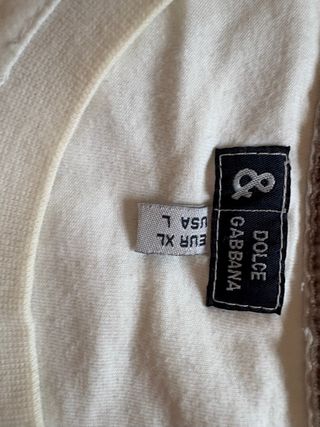 &
DOLCE
GABBANA
EUR XL
USA L